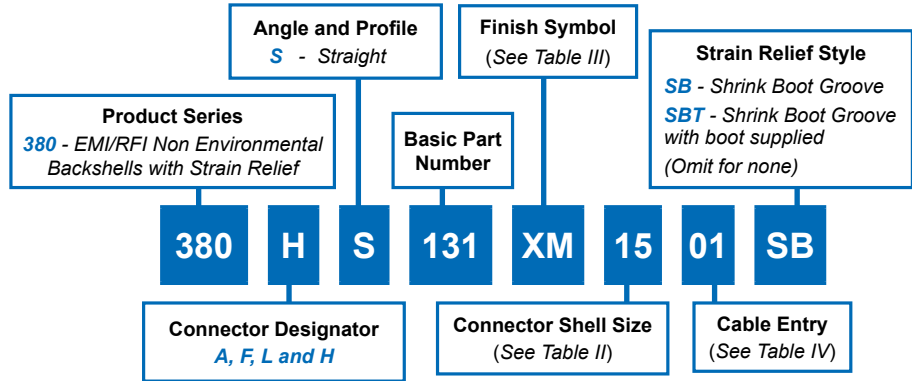 Angle and Profile
S - Straight
Finish Symbol
(See Table III)
Strain Relief Style
SB - Shrink Boot Groove
SBT - Shrink Boot Groove
with boot supplied
(Omit for none)
Product Series
380 - EMI/RFI Non Environmental
Backshells with Strain Relief
Basic Part
Number
380 H S 131 XM 15 01 SB
Connector Designator
A, F, L and H
Connector Shell Size
(See Table II)
Cable Entry
(See Table IV)